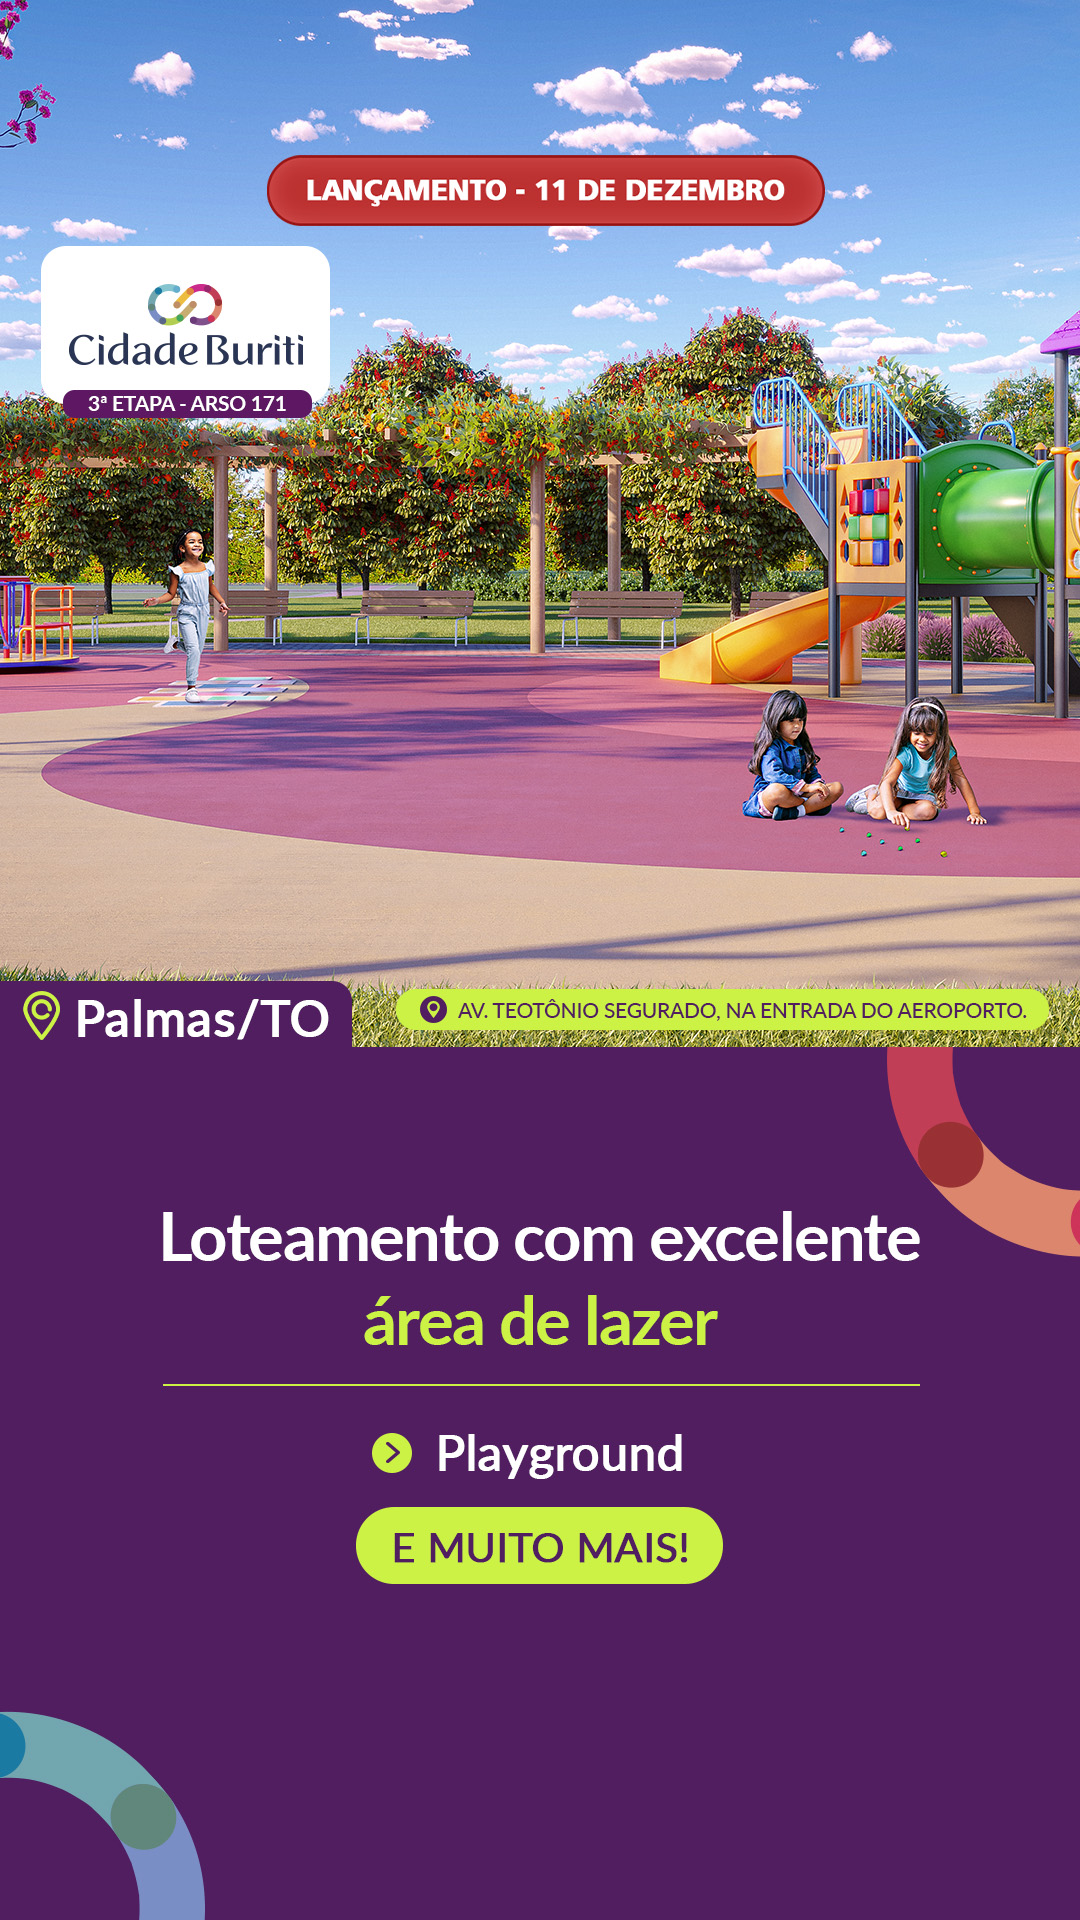 LANÇAMENTO - 11 DE DEZEMBRO
Cidade Buriti
3ª ETAPA - ARSO 171
Palmas/TO
AV. TEOTÔNIO SEGURADO, NA ENTRADA DO AEROPORTO.
Loteamento com excelente
área de lazer
Playground
E MUITO MAIS!